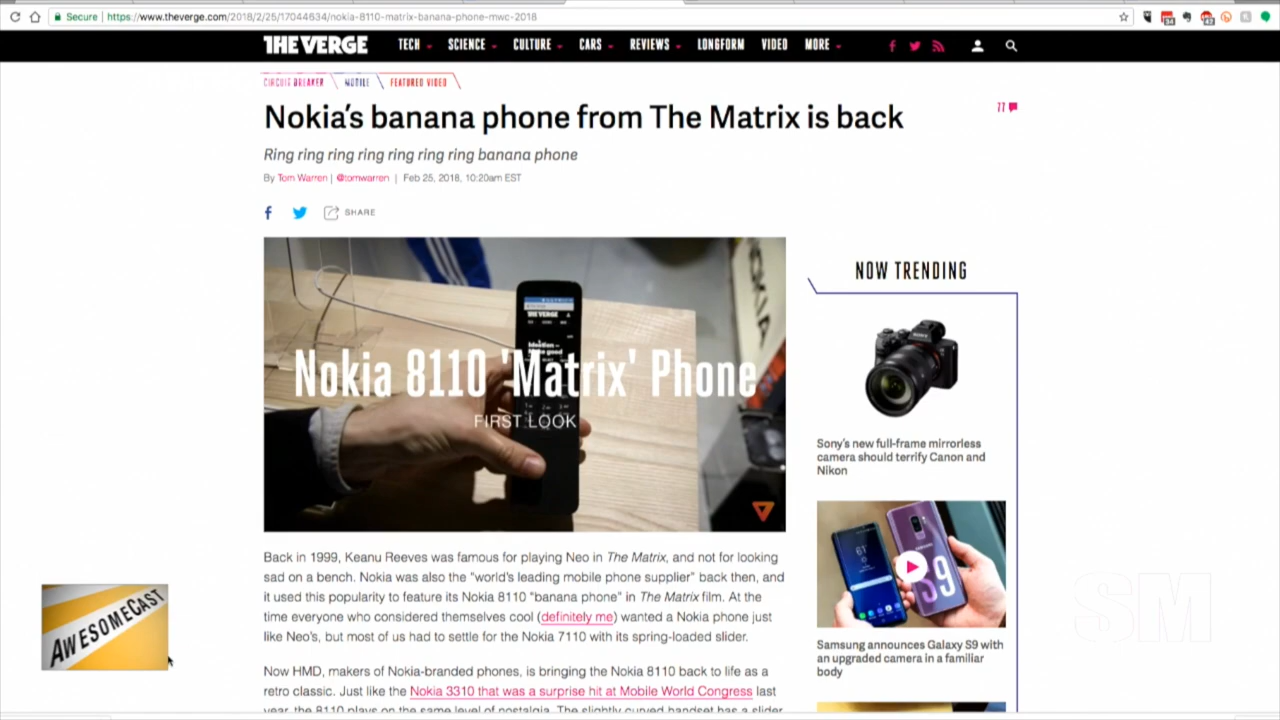 Secure
https://www.theverge.com/2018/2/25/17044634/nokia-8110-matrix-banana-phone-mwc-2018
THE VERGE
TECH
SCIENCE
CULTURE
CARS
REVIEWS
LONGFORM
VIDEO
MORE
CIRCUIT BREAKER
MOBILE
FEATURED VIDEO
Nokia's banana phone from The Matrix is back
77
Ring ring ring ring ring ring ring banana phone
By Tom Warren | @tomwarren | Feb 25, 2018, 10:20am EST
SHARE
THE VERGE
NOKIA
Nokia 8110 'Matrix' Phone
FIRST LOOK
Back in 1999, Keanu Reeves was famous for playing Neo in The Matrix, and not for looking
sad on a bench. Nokia was also the "world's leading mobile phone supplier" back then, and
it used this popularity to feature its Nokia 8110 "banana phone" in The Matrix film. At the
time everyone who considered themselves cool (definitely me) wanted a Nokia phone just
like Neo's, but most of us had to settle for the Nokia 7110 with its spring-loaded slider.
Now HMD, makers of Nokia-branded phones, is bringing the Nokia 8110 back to life as a
retro classic. Just like the Nokia 3310 that was a surprise hit at Mobile World Congress last
year, the 8110 plays on the same level of nostalgia. The slightly curved handset has a slider
NOW TRENDING
SONY
Sony's new full-frame mirrorless
camera should terrify Canon and
Nikon
S9
Samsung announces Galaxy S9 with
an upgraded camera in a familiar
body
AWESOMECAST
SM